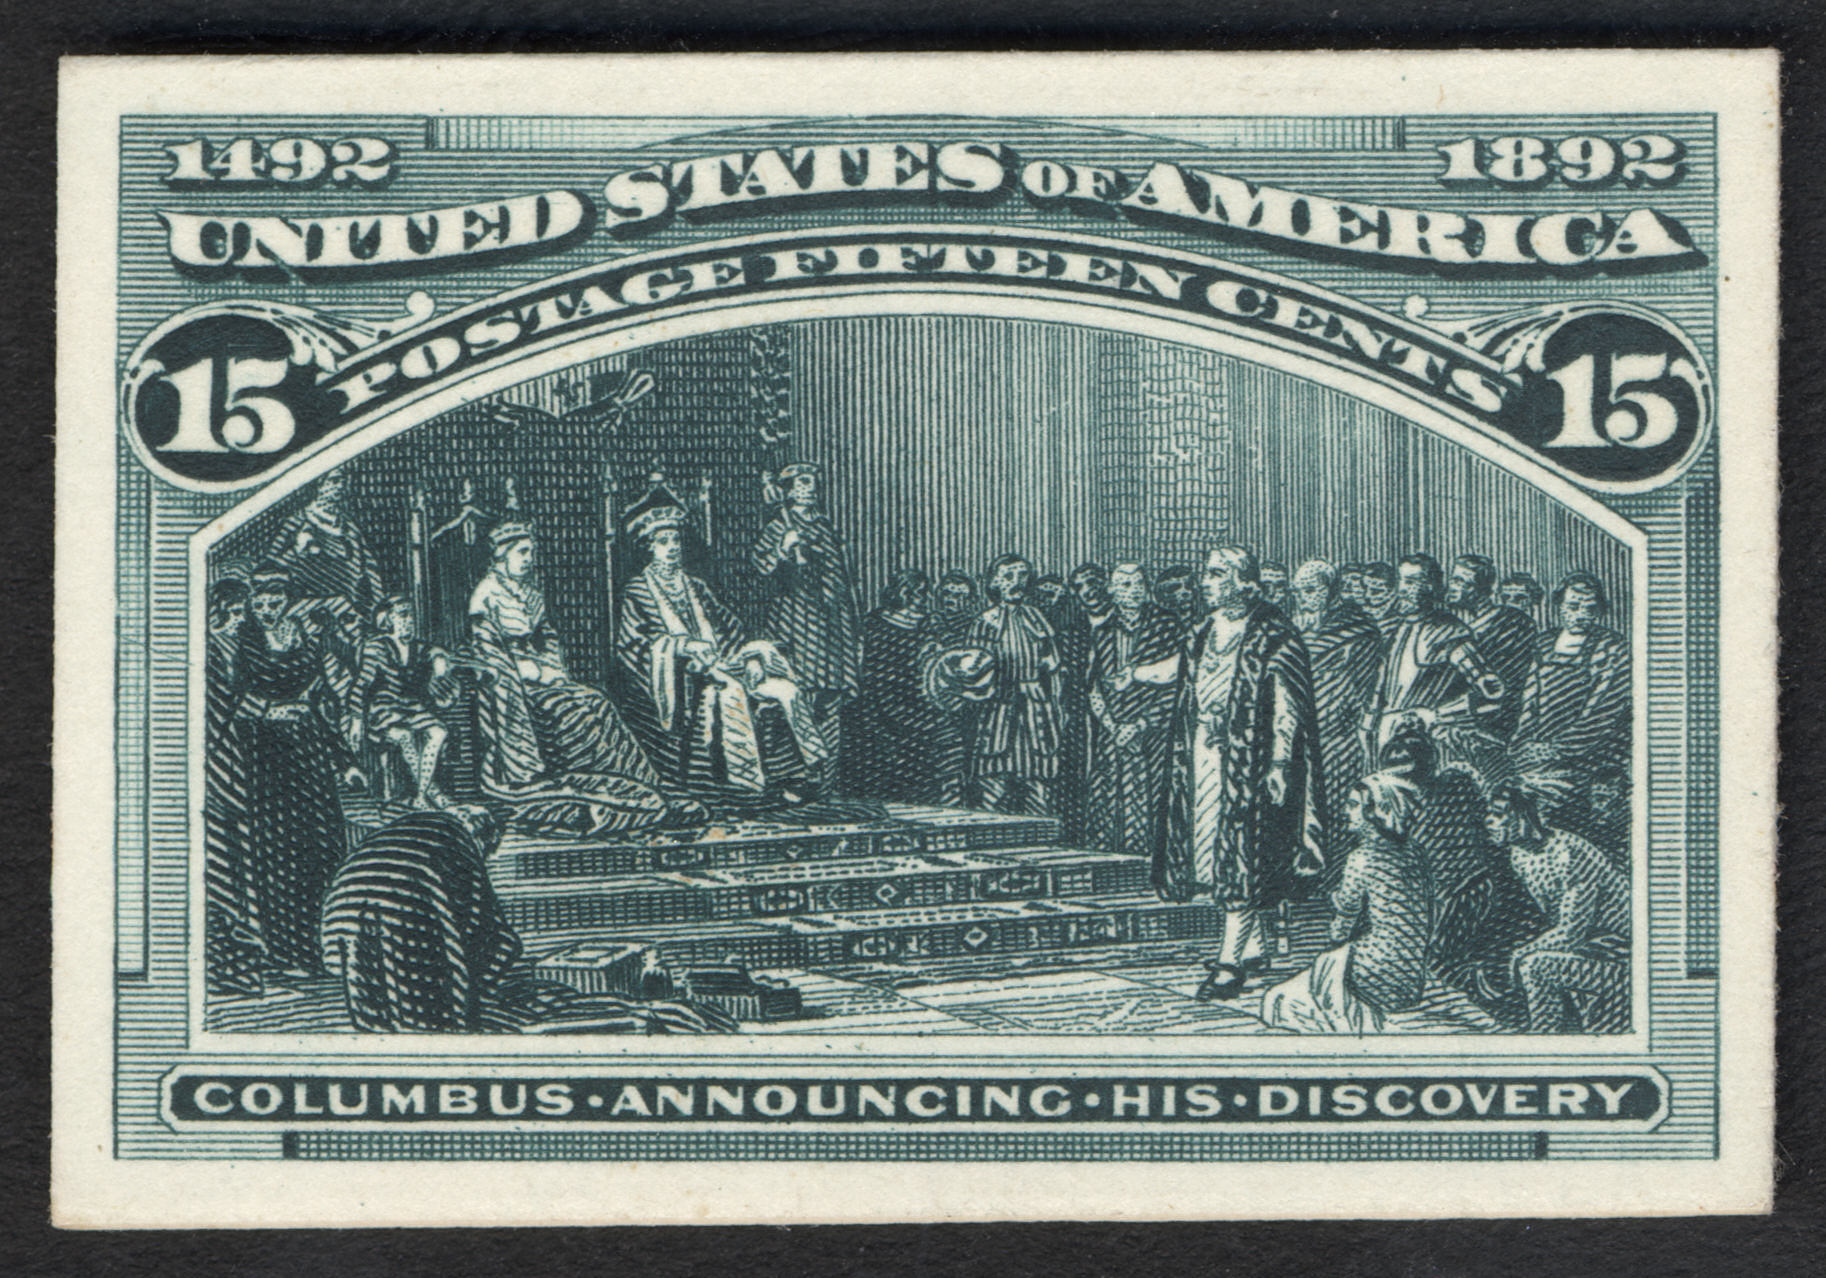 1492
1892
UNITED STATES OF AMERICA
POSTAGE FIFTEEN CENTS
15
15
COLUMBUS·ANNOUNCING·HIS·DISCOVERY